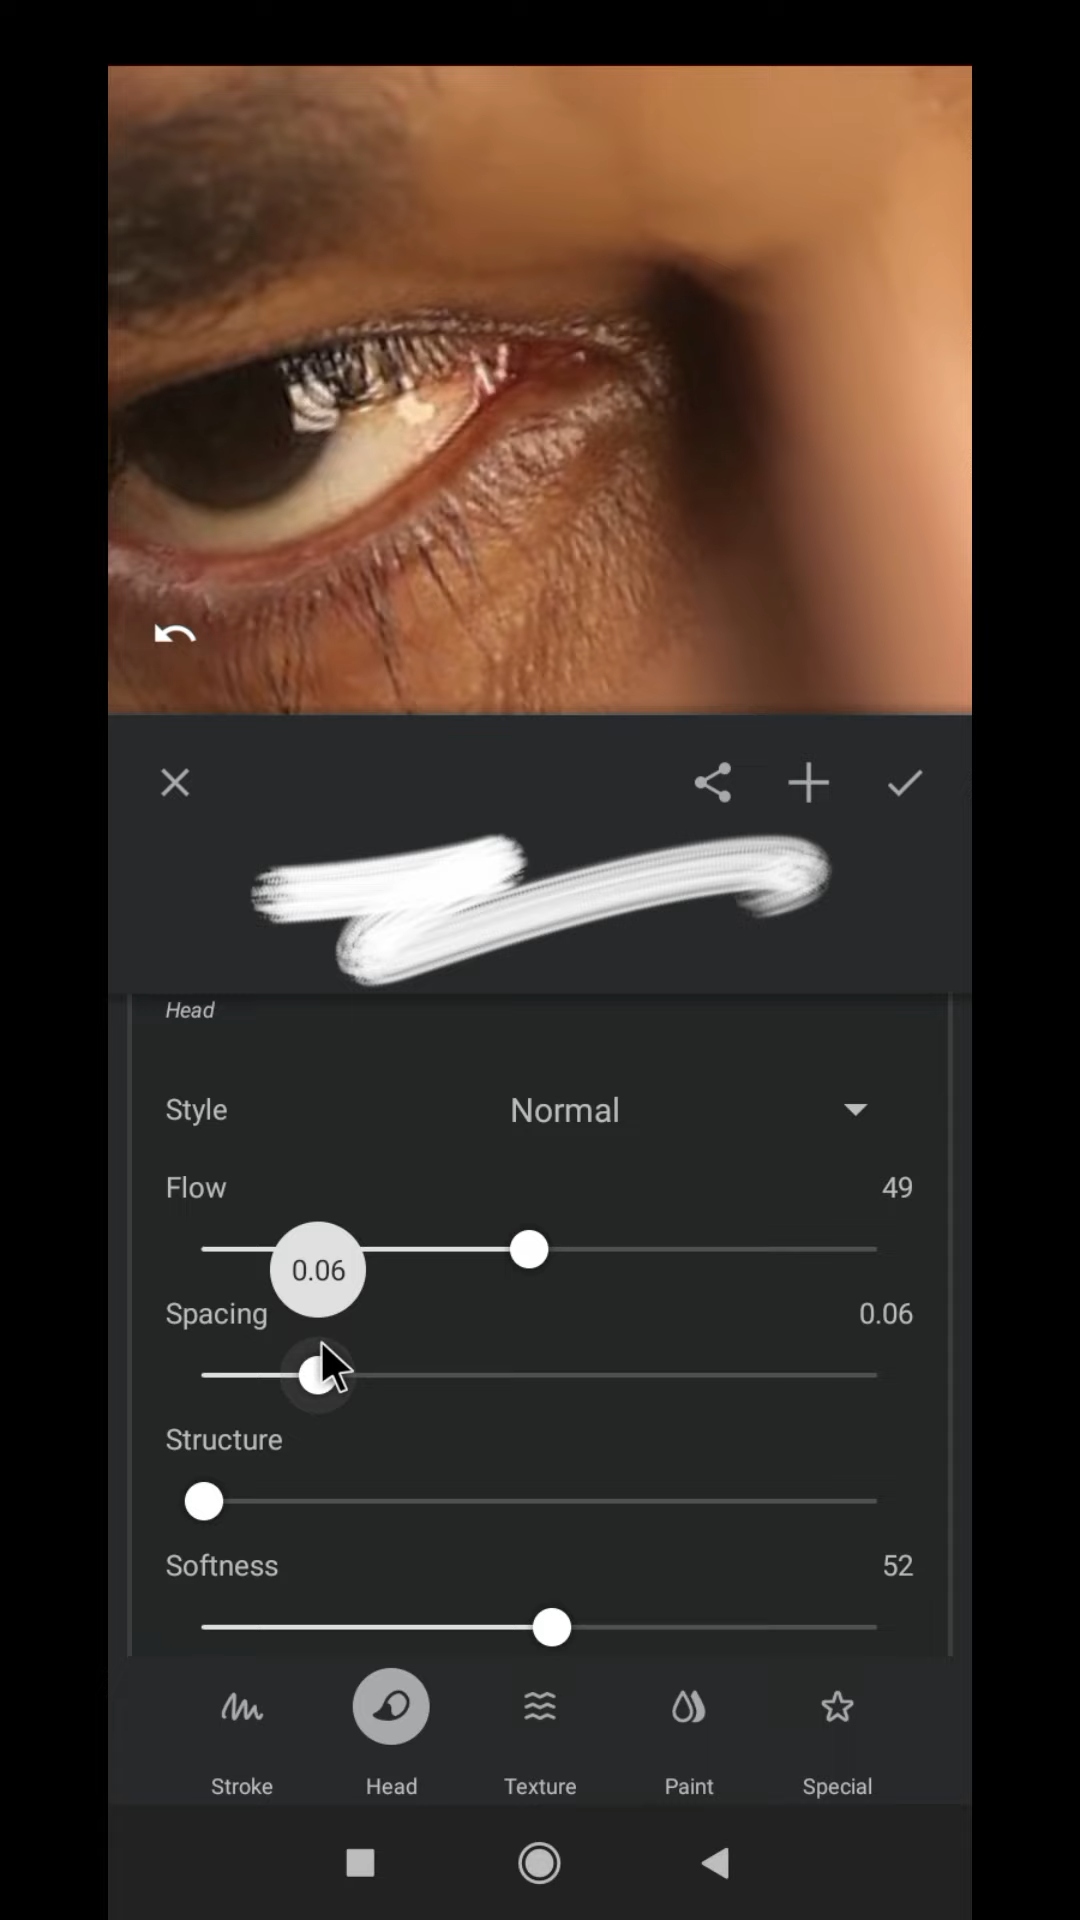 Head
Style Normal
Flow 49
0.06
Spacing 0.06
Structure
Softness 52
Stroke Head Texture Paint Special